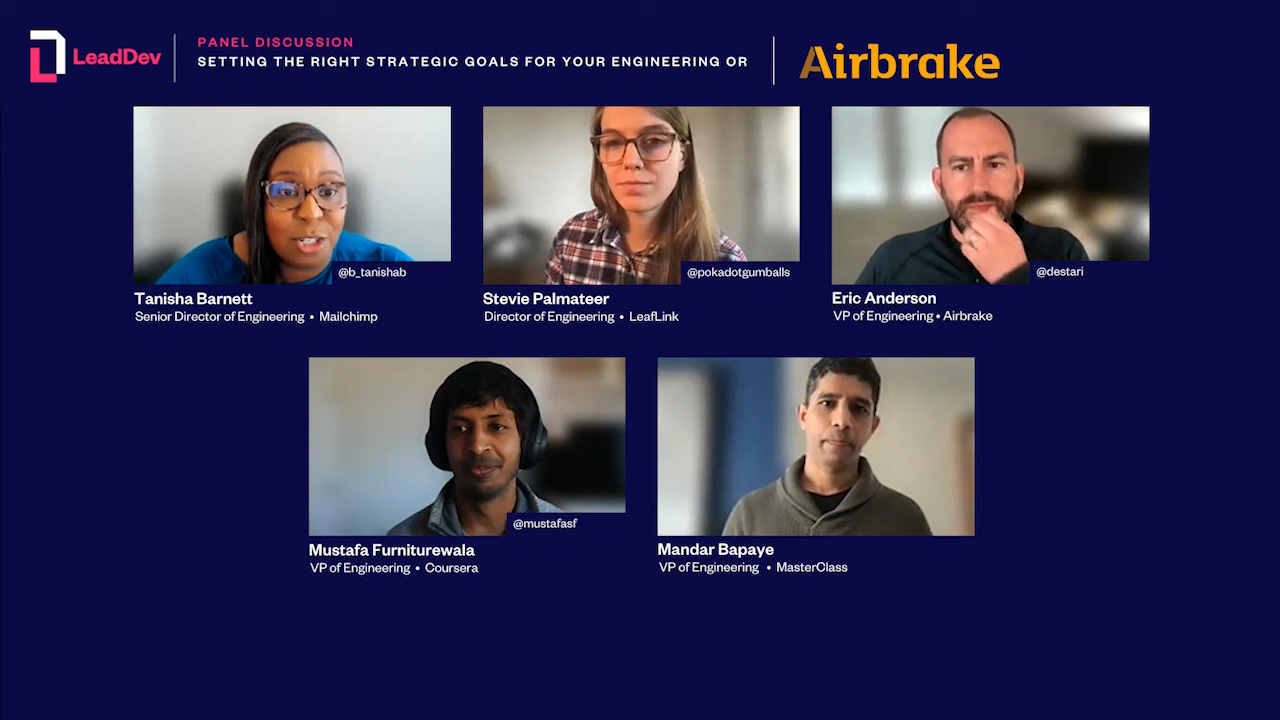 LeadDev
PANEL DISCUSSION
SETTING THE RIGHT STRATEGIC GOALS FOR YOUR ENGINEERING OR
Airbrake
@b_tanishab
Tanisha Barnett
Senior Director of Engineering • Mailchimp
@pokadotgumballs
Stevie Palmateer
Director of Engineering • LeafLink
@destari
Eric Anderson
VP of Engineering • Airbrake
@mustafasf
Mustafa Furniturewala
VP of Engineering • Coursera
Mandar Bapaye
VP of Engineering • MasterClass